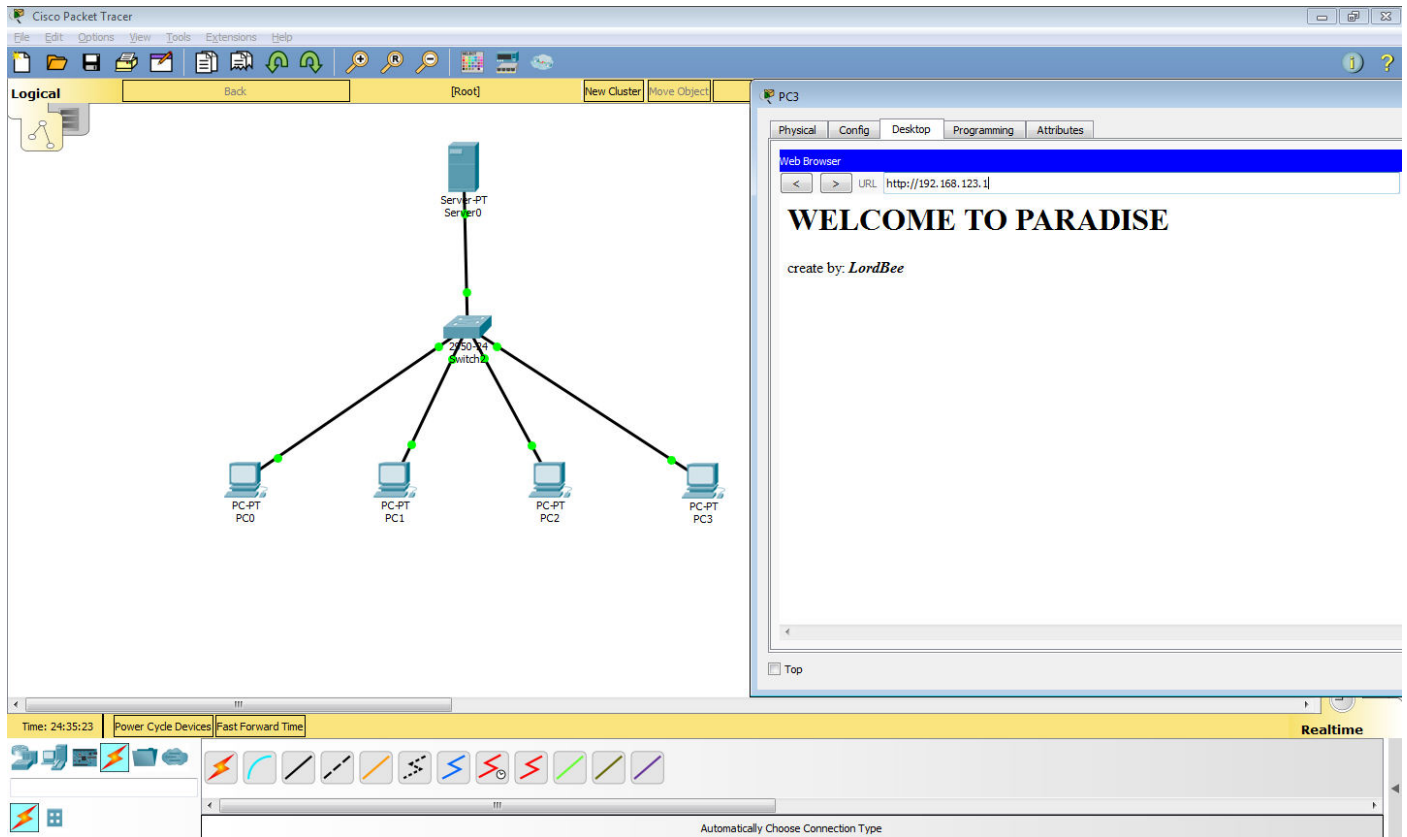 Cisco Packet Tracer
File Edit Options View Tools Extensions Help
Logical Back [Root] New Cluster Move Object
PC3
Physical Config Desktop Programming Attributes
Web Browser
< > URL http://192.168.123.1
WELCOME TO PARADISE
create by: LordBee
Server-PT
Server0
2950-24
Switch2
PC-PT PC-PT PC-PT PC-PT
PC0 PC1 PC2 PC3
Top
Time: 24:35:23 Power Cycle Devices Fast Forward Time Realtime
Automatically Choose Connection Type